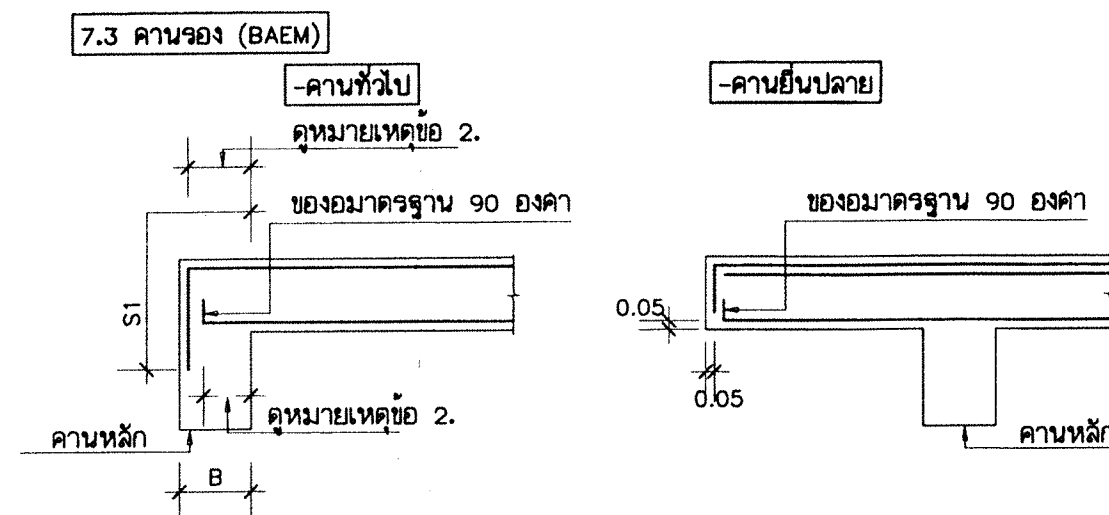 7.3 คานรอง (BAEM)
-คานทั่วไป
ดูหมายเหตุข้อ 2.
ของอมาตรฐาน 90 องศา
S1
ดูหมายเหตุข้อ 2.
คานหลัก
B
-คานยื่นปลาย
ของอมาตรฐาน 90 องศา
0.05
0.05
คานหลัก